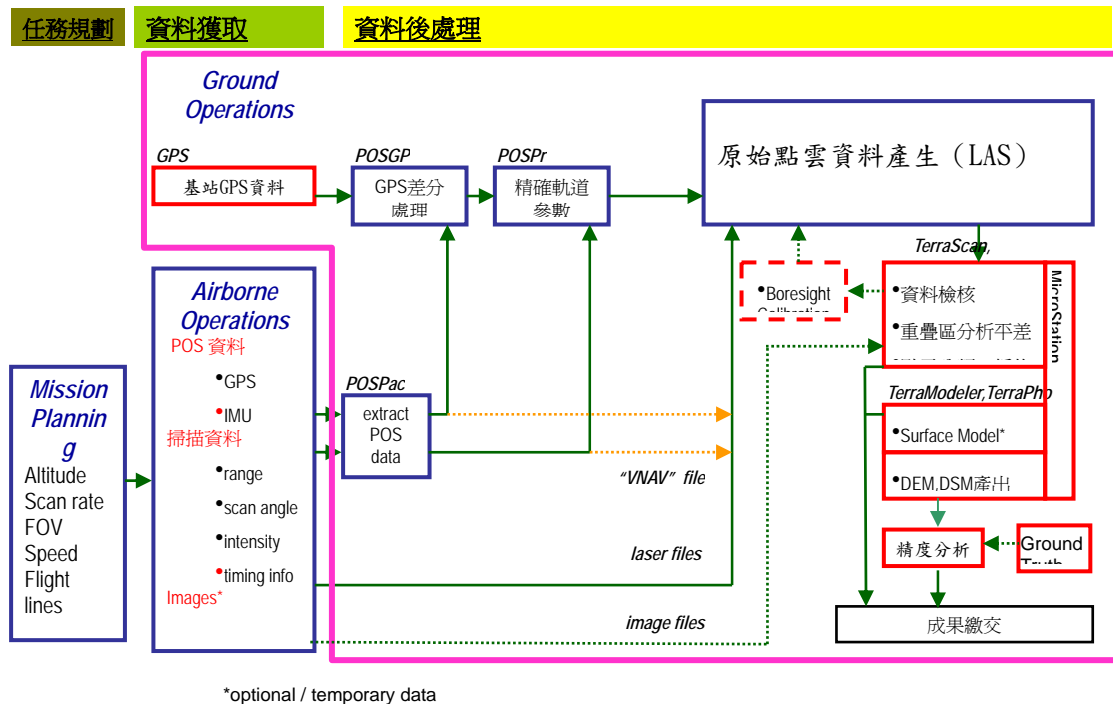 任務規劃
資料獲取
資料後處理
Ground
Operations
GPS
基站GPS資料
POSGP
GPS差分
處理
POSPr
精確軌道
參數
原始點雲資料產生（LAS）
TerraScan,
•Boresight
•資料檢核
•重疊區分析平差
MicroStation
Airborne
Operations
POS 資料
•GPS
•IMU
掃描資料
•range
•scan angle
•intensity
•timing info
Images*
Mission
Plannin
g
Altitude
Scan rate
FOV
Speed
Flight
lines
POSPac
extract
POS
data
"VNAV" file
laser files
image files
TerraModeler,TerraPho
•Surface Model*
•DEM,DSM產出
精度分析
Ground
Truth
成果繳交
*optional / temporary data